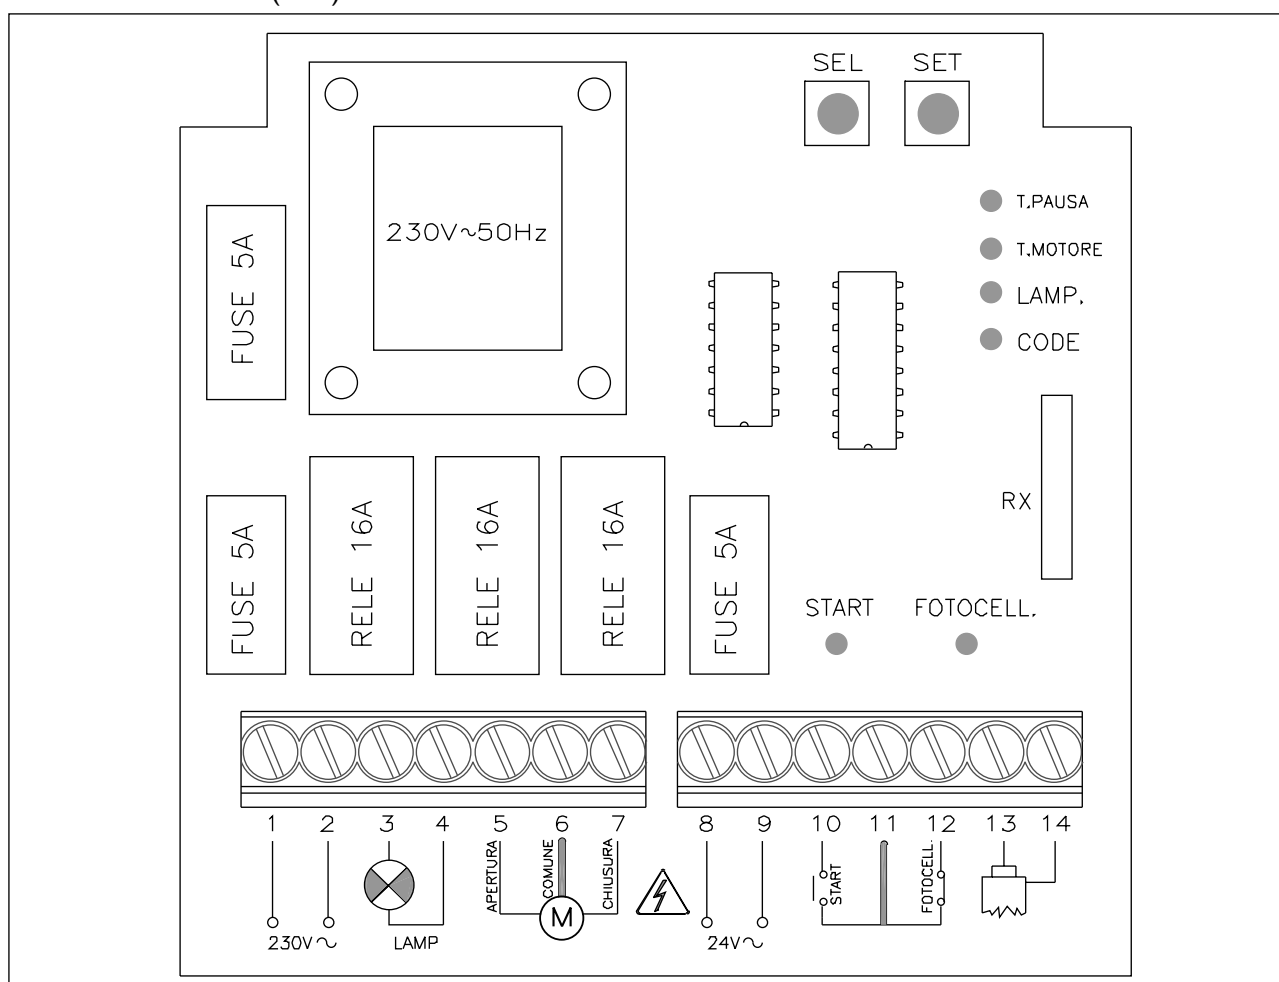 SEL SET
T.PAUSA
230V~50Hz
T.MOTORE
FUSE 5A
LAMP.
CODE
RX
FUSE 5A
RELE 16A
RELE 16A
RELE 16A
FUSE 5A
START FOTOCELL.
1 2 3 4 5 6 7 8 9 10 11 12 13 14
APERTURA
COMUNE
CHIUSURA
START
FOTOCELL.
M
230V~ LAMP 24V~